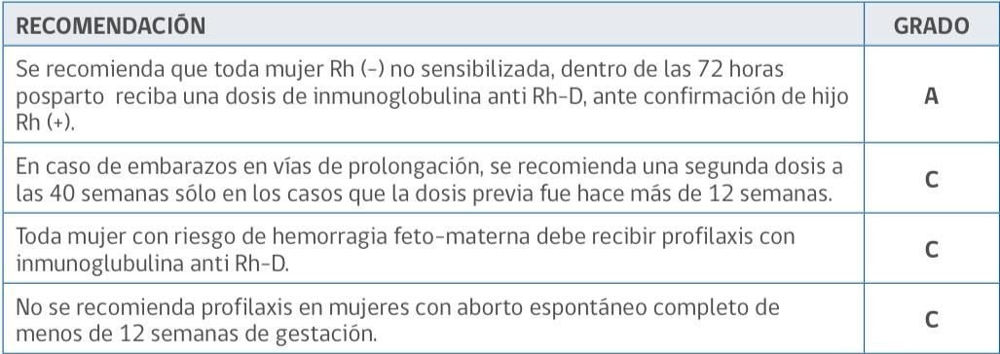 RECOMENDACIÓN GRADO
Se recomienda que toda mujer Rh (-) no sensibilizada, dentro de las 72 horas
posparto reciba una dosis de inmunoglobulina anti Rh-D, ante confirmación de hijo
Rh (+).
A
En caso de embarazos en vías de prolongación, se recomienda una segunda dosis a
las 40 semanas sólo en los casos que la dosis previa fue hace más de 12 semanas.
C
Toda mujer con riesgo de hemorragia feto-materna debe recibir profilaxis con
inmunoglubulina anti Rh-D.
C
No se recomienda profilaxis en mujeres con aborto espontáneo completo de
menos de 12 semanas de gestación.
C